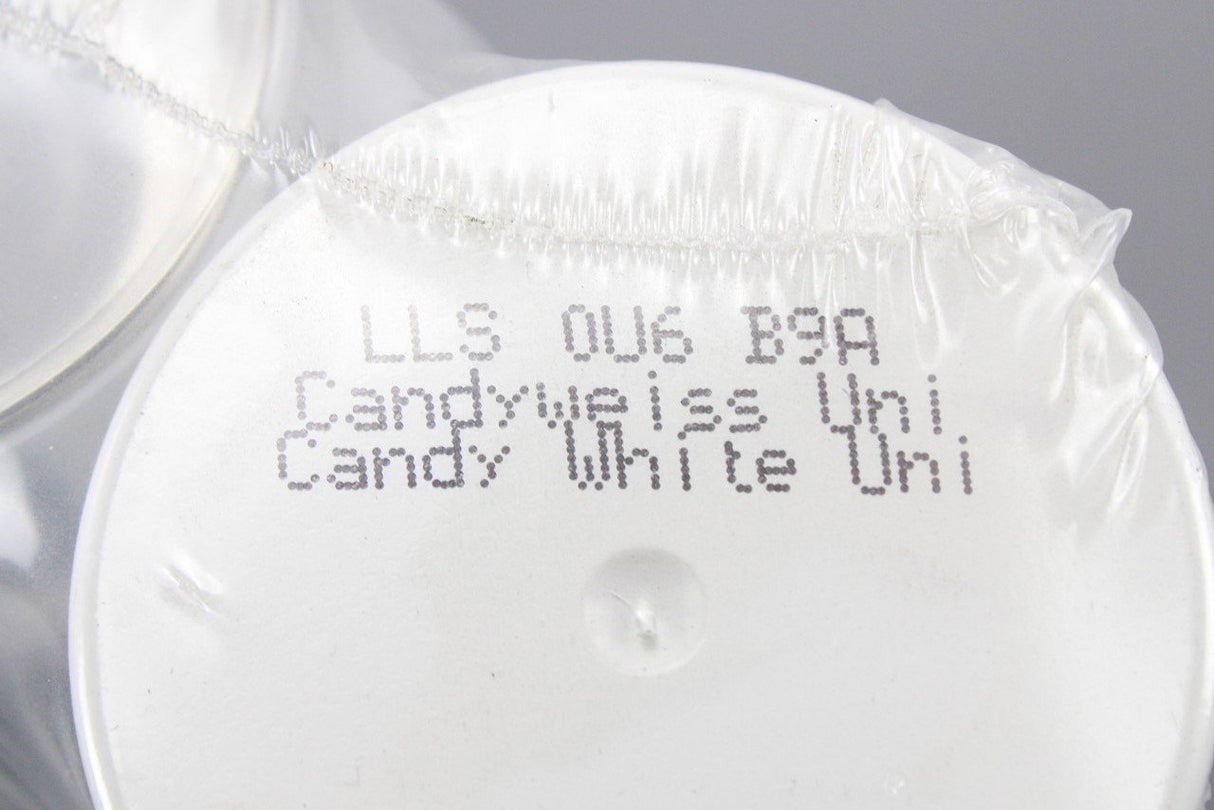 LLS 0U6 B9A
Candyweiss Uni
Candy White Uni